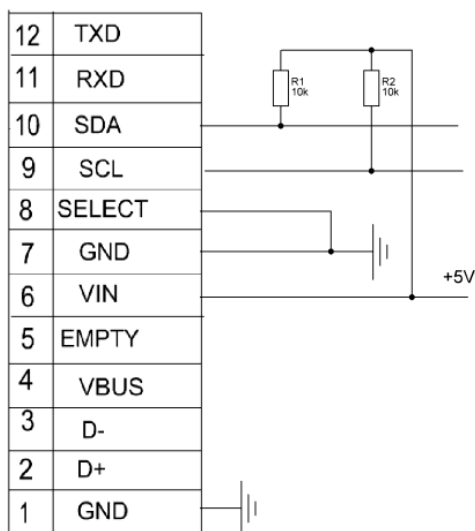 12 TXD
11 RXD
10 SDA
9 SCL
8 SELECT
7 GND
6 VIN
5 EMPTY
4 VBUS
3 D-
2 D+
1 GND
R1
10k
R2
10k
+5V